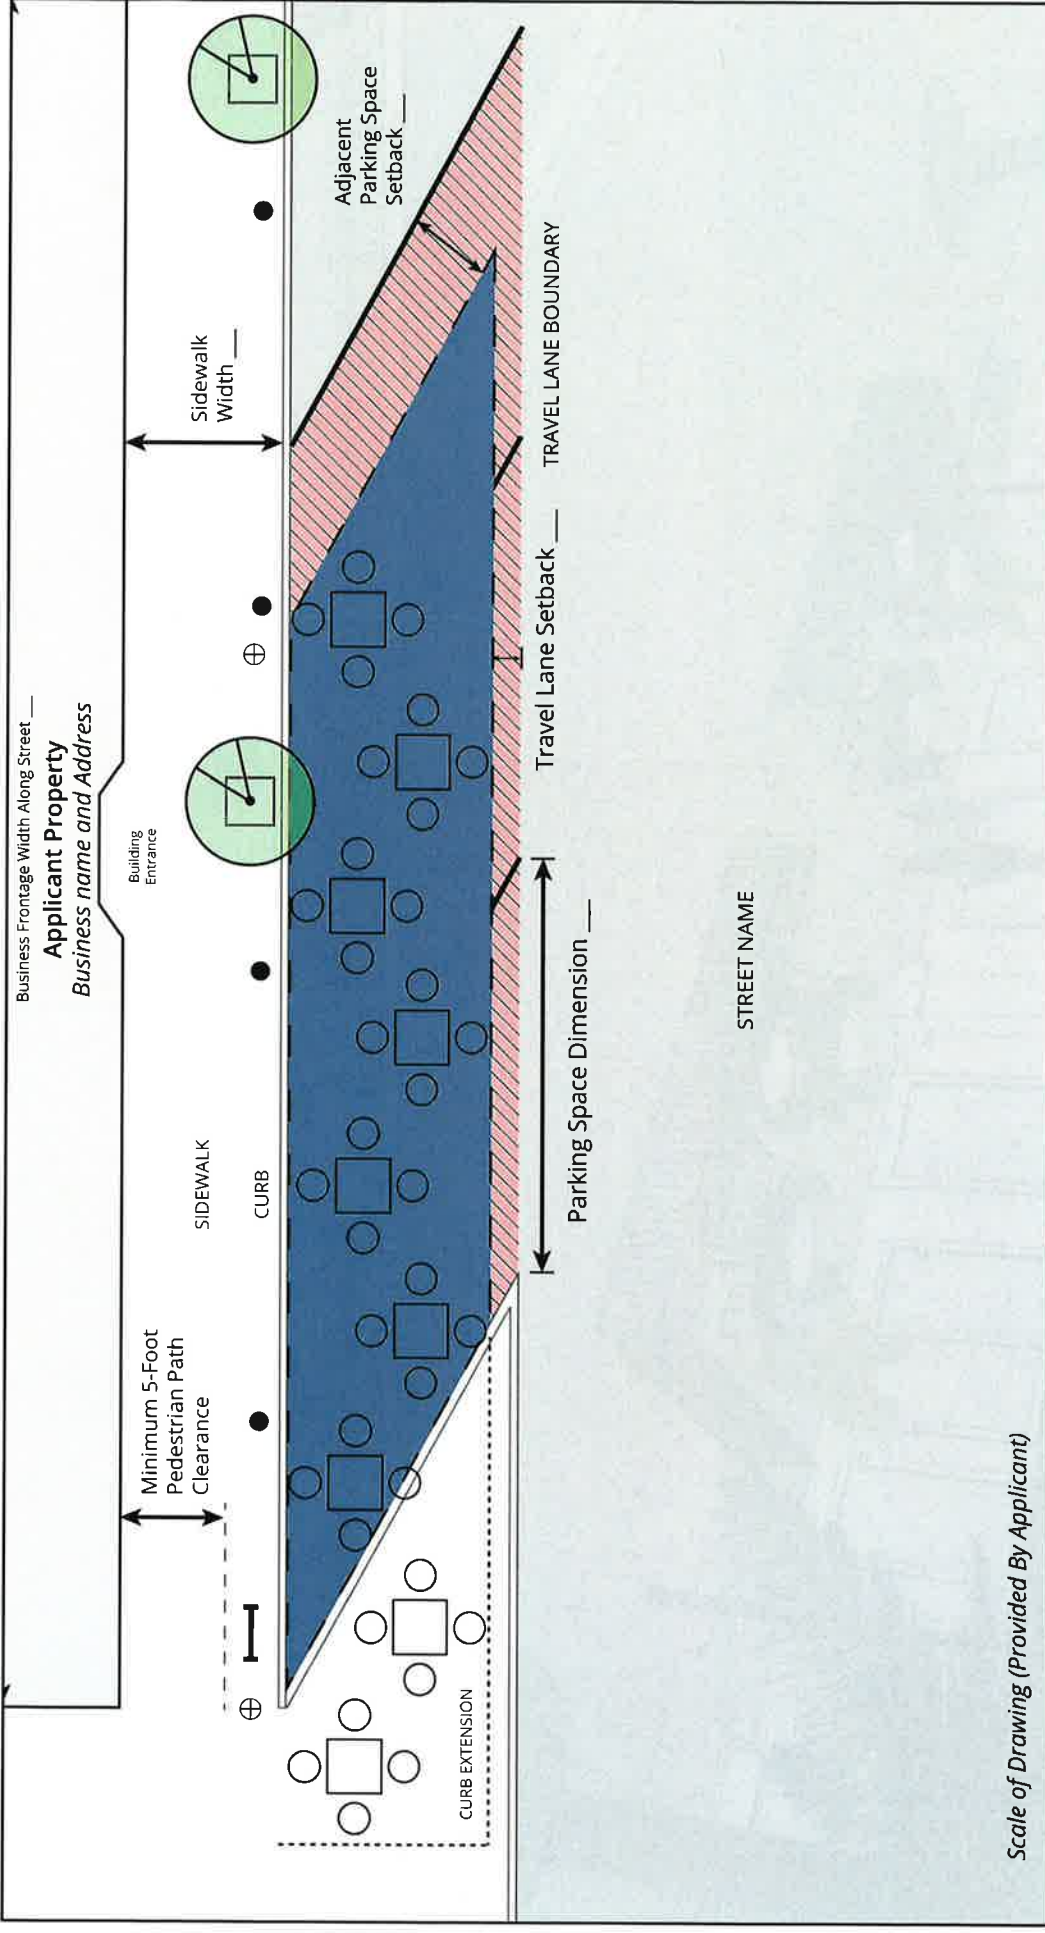 Business Frontage Width Along Street __
Applicant Property
Business name and Address
Building
Entrance
Minimum 5-Foot
Pedestrian Path
Clearance
SIDEWALK
CURB
Sidewalk
Width __
Adjacent
Parking Space
Setback __
CURB EXTENSION
Parking Space Dimension __
Travel Lane Setback __
TRAVEL LANE BOUNDARY
STREET NAME
Scale of Drawing (Provided By Applicant)